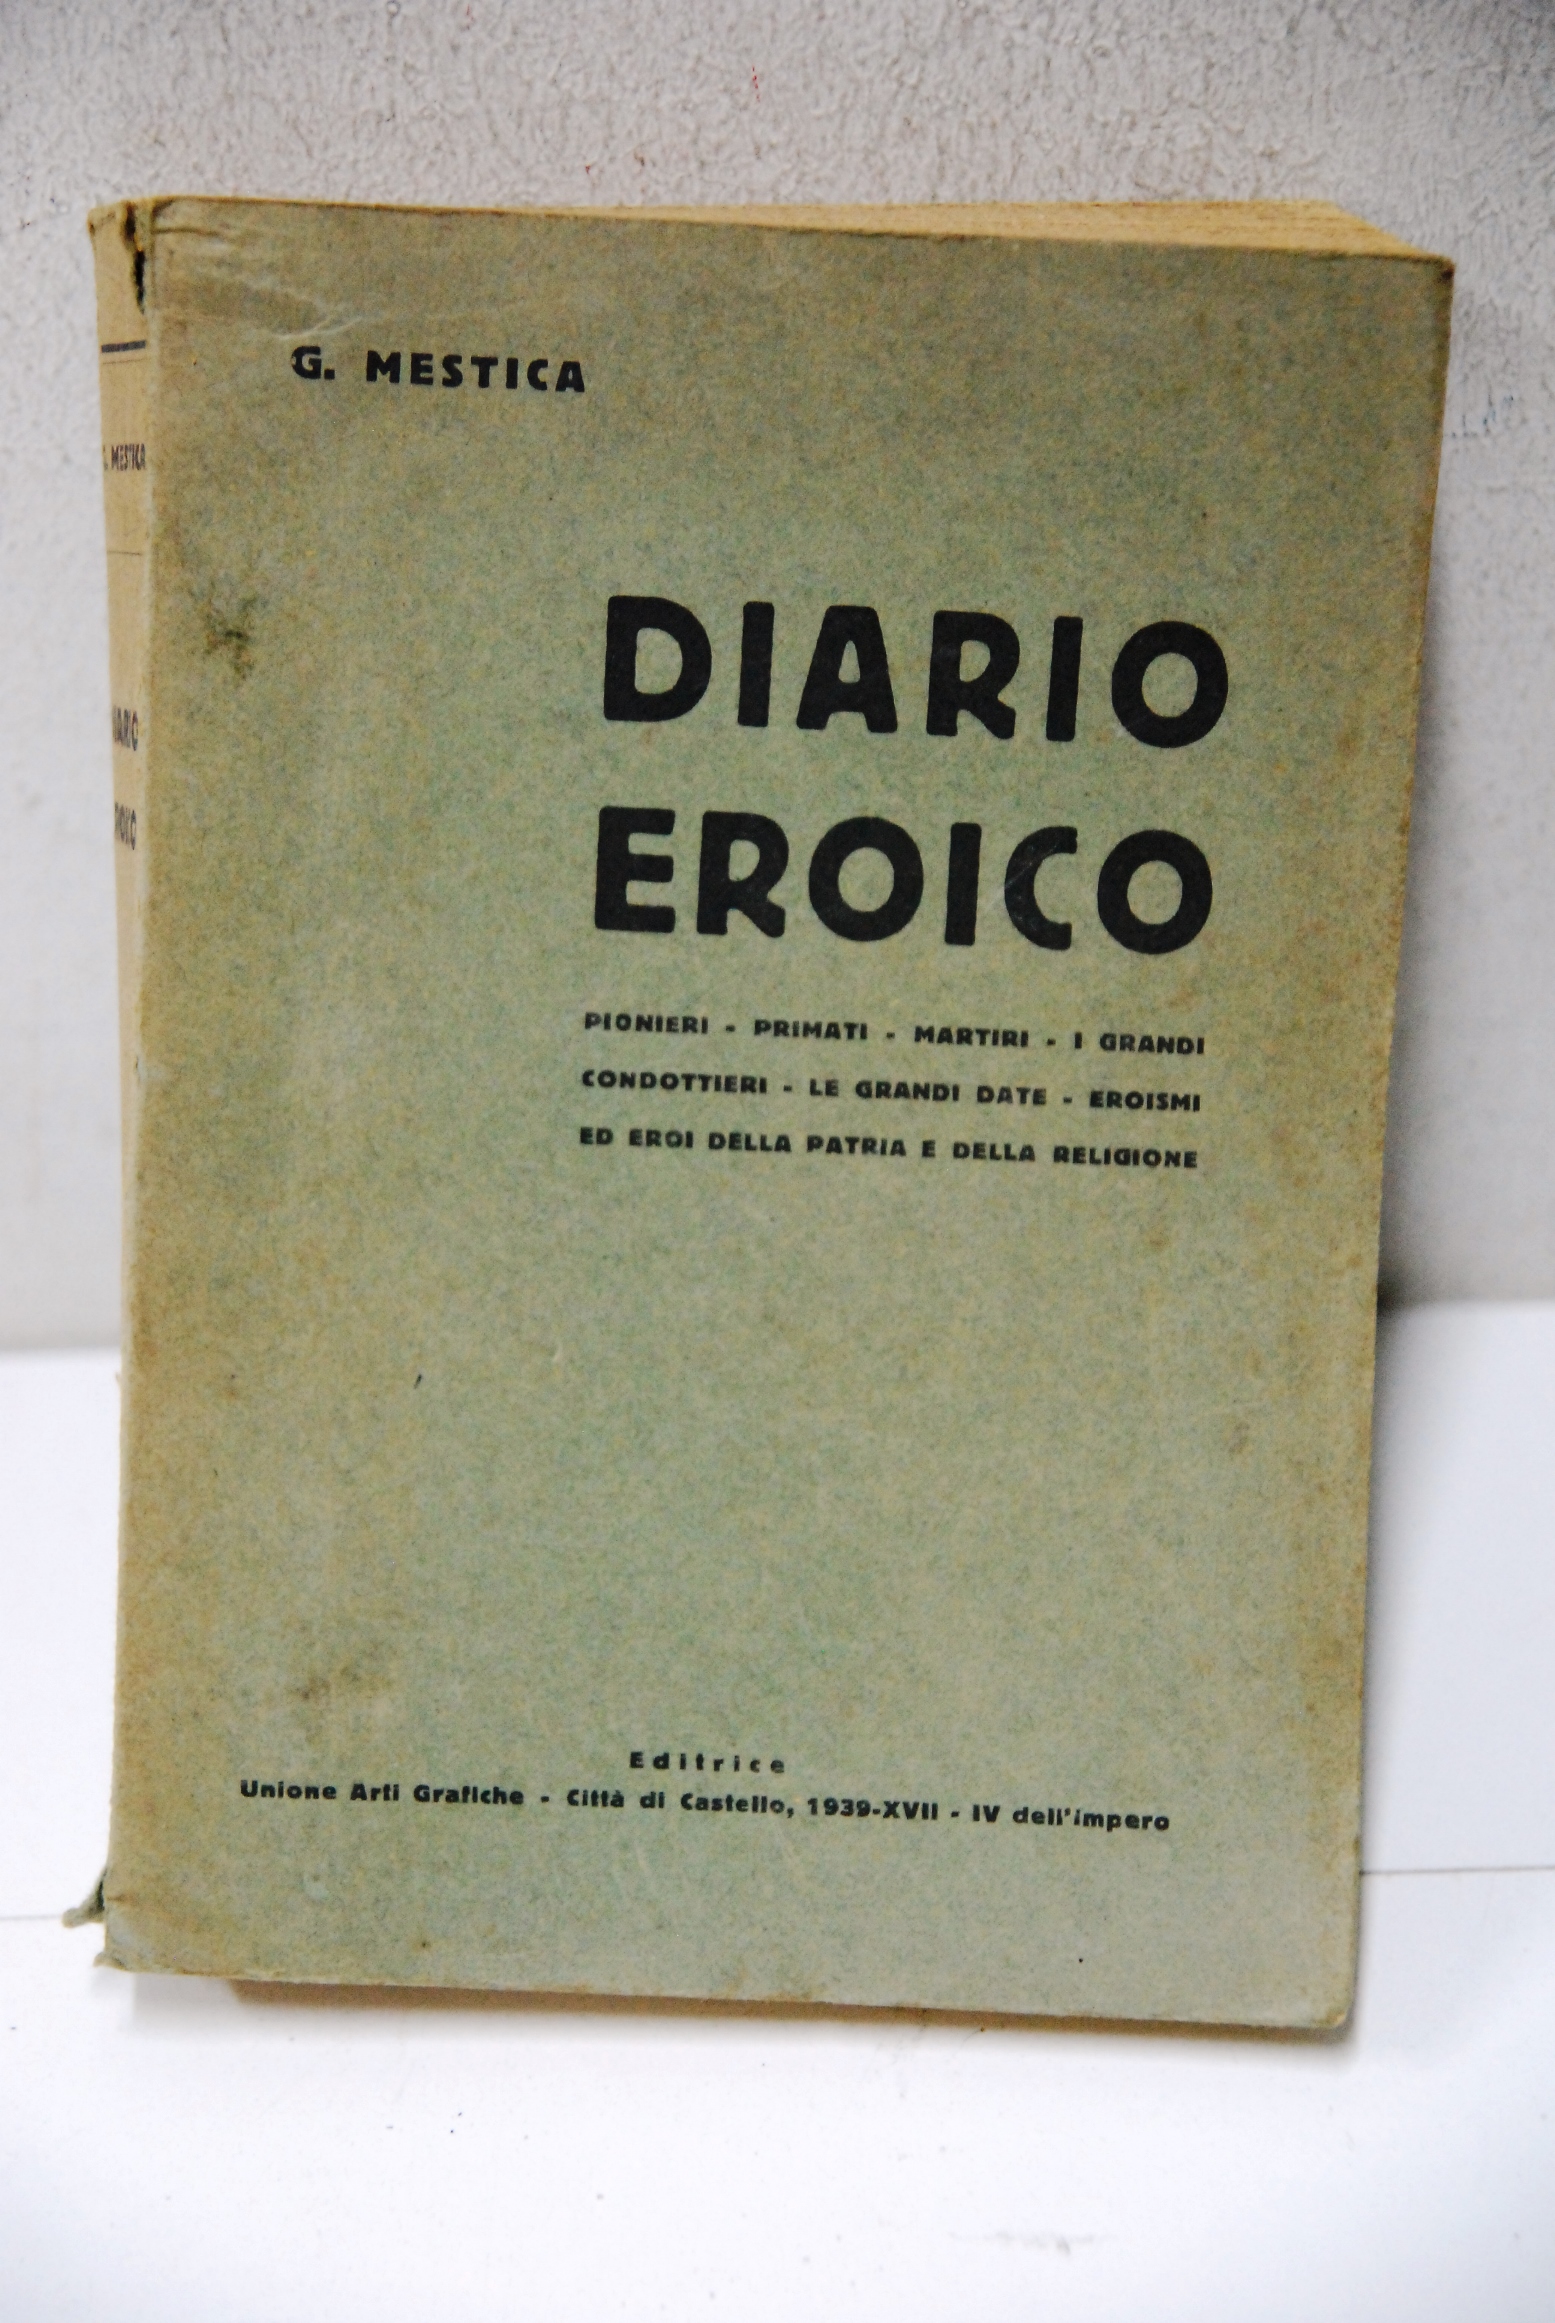 G. MESTICA
DIARIO
EROICO
PIONIERI - PRIMATI - MARTIRI - I GRANDI
CONDOTTIERI - LE GRANDI DATE - EROISMI
ED EROI DELLA PATRIA E DELLA RELIGIONE
Editrice
Unione Arti Grafiche - Città di Castello, 1939-XVII - IV dell'impero
MESTICA